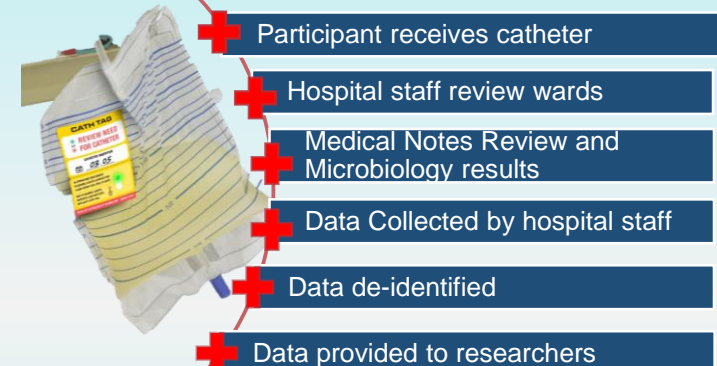 Participant receives catheter
Hospital staff review wards
Medical Notes Review and
Microbiology results
Data Collected by hospital staff
Data de-identified
Data provided to researchers
CATH TAG
REVIEW NEED
FOR CATHETER